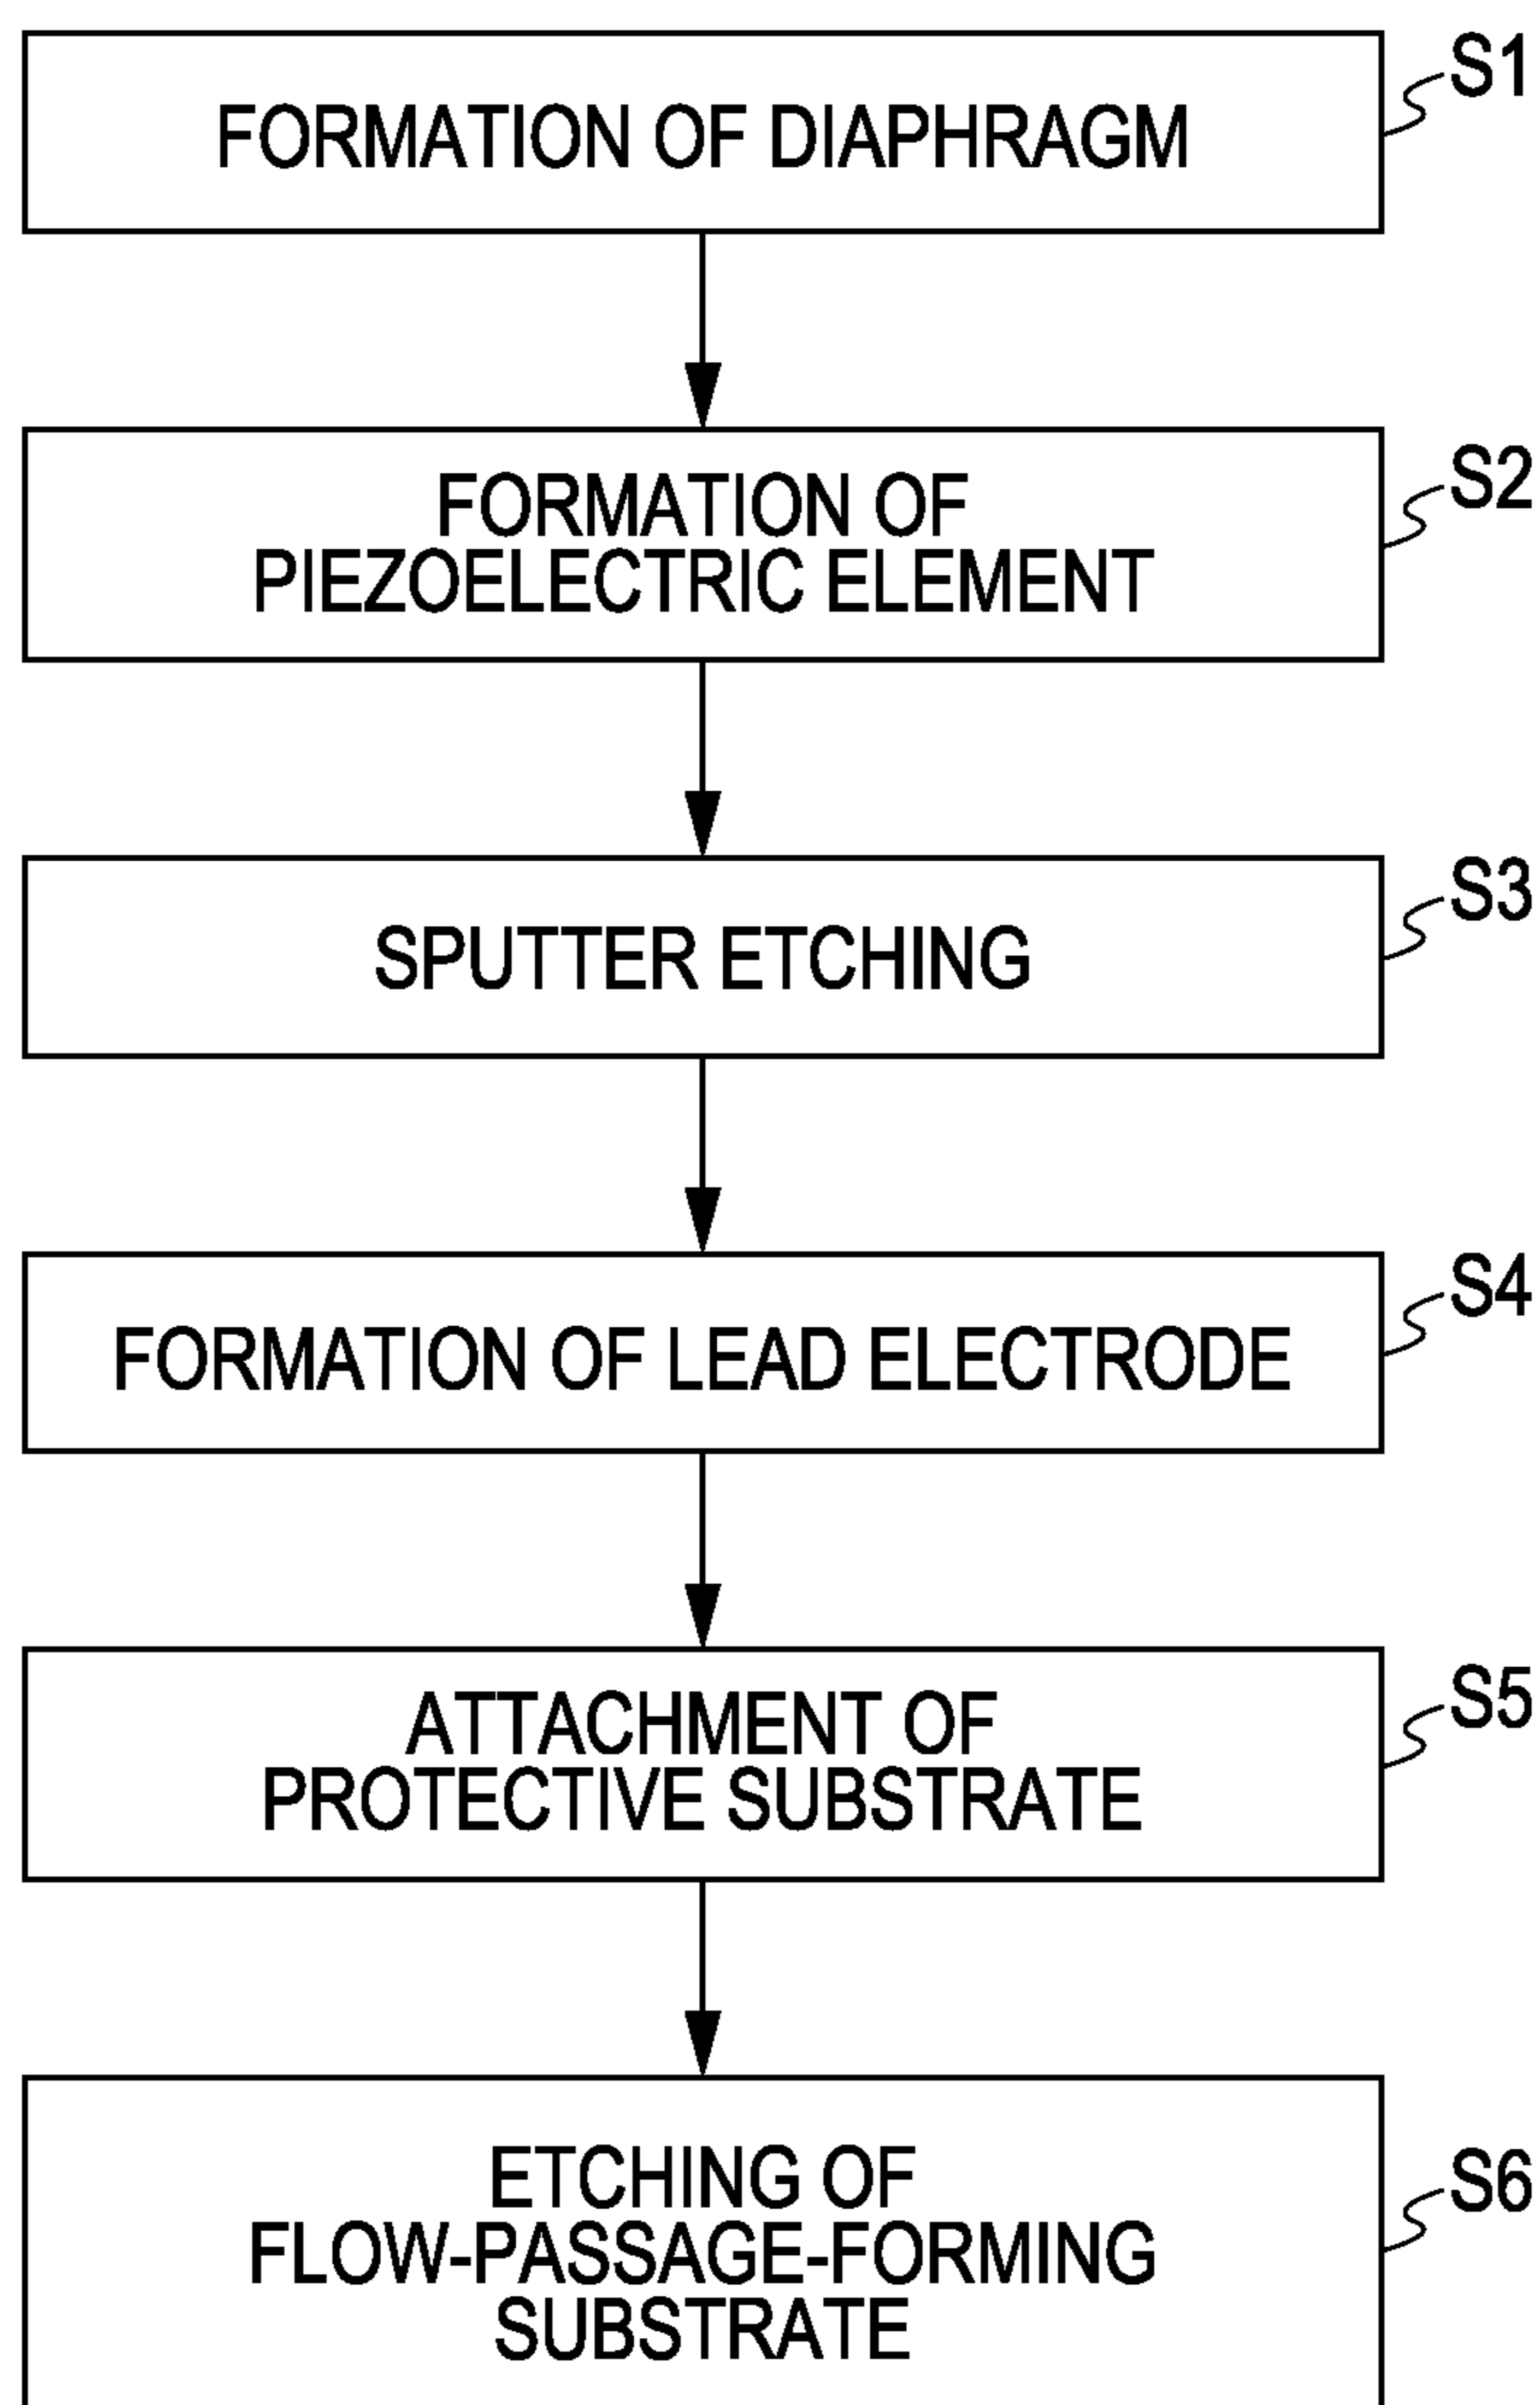 FORMATION OF DIAPHRAGM
S1
FORMATION OF
PIEZOELECTRIC ELEMENT
S2
SPUTTER ETCHING
S3
FORMATION OF LEAD ELECTRODE
S4
ATTACHMENT OF
PROTECTIVE SUBSTRATE
S5
ETCHING OF
FLOW-PASSAGE-FORMING
SUBSTRATE
S6